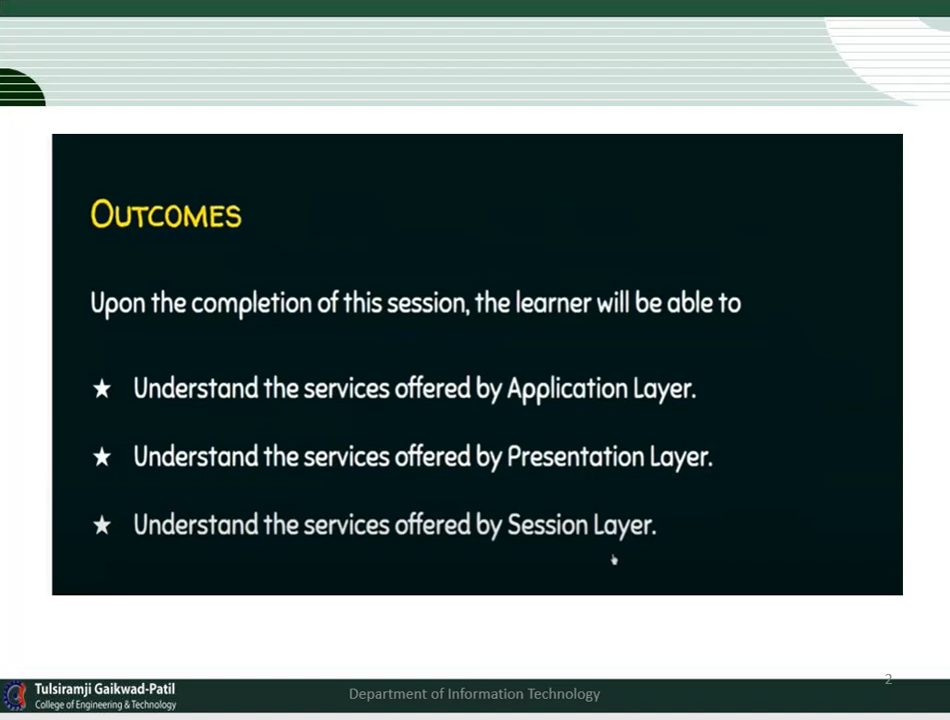 OUTCOMES
Upon the completion of this session, the learner will be able to
★ Understand the services offered by Application Layer.
★ Understand the services offered by Presentation Layer.
★ Understand the services offered by Session Layer.
2
Tulsiramji Gaikwad-Patil
College of Engineering & Technology
Department of Information Technology